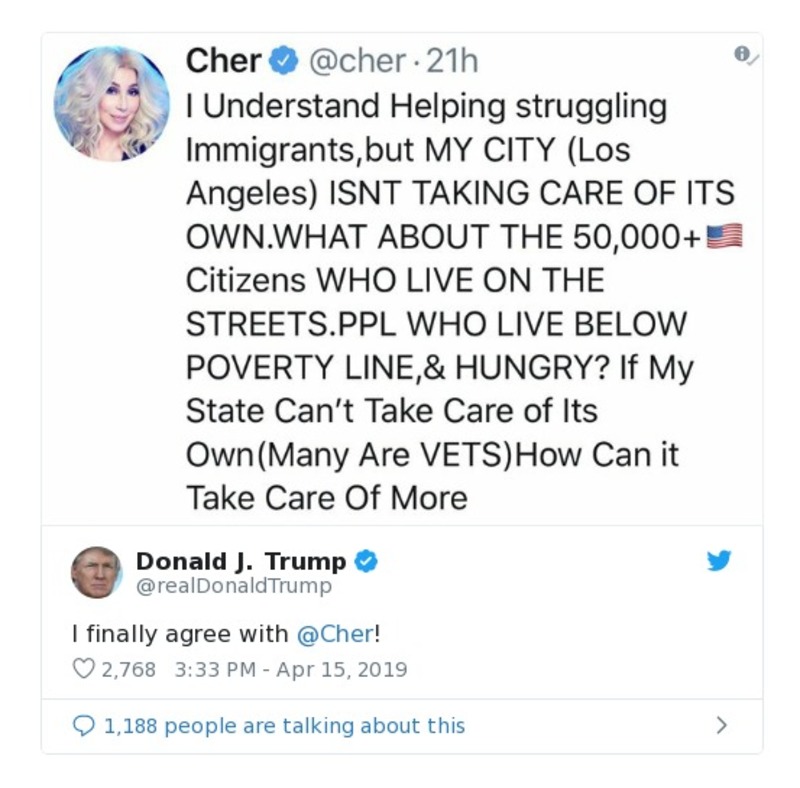 Cher @cher · 21h
I Understand Helping struggling
Immigrants,but MY CITY (Los
Angeles) ISNT TAKING CARE OF ITS
OWN.WHAT ABOUT THE 50,000+🇺🇸
Citizens WHO LIVE ON THE
STREETS.PPL WHO LIVE BELOW
POVERTY LINE,& HUNGRY? If My
State Can’t Take Care of Its
Own(Many Are VETS)How Can it
Take Care Of More
Donald J. Trump
@realDonaldTrump
I finally agree with @Cher!
2,768 3:33 PM - Apr 15, 2019
1,188 people are talking about this